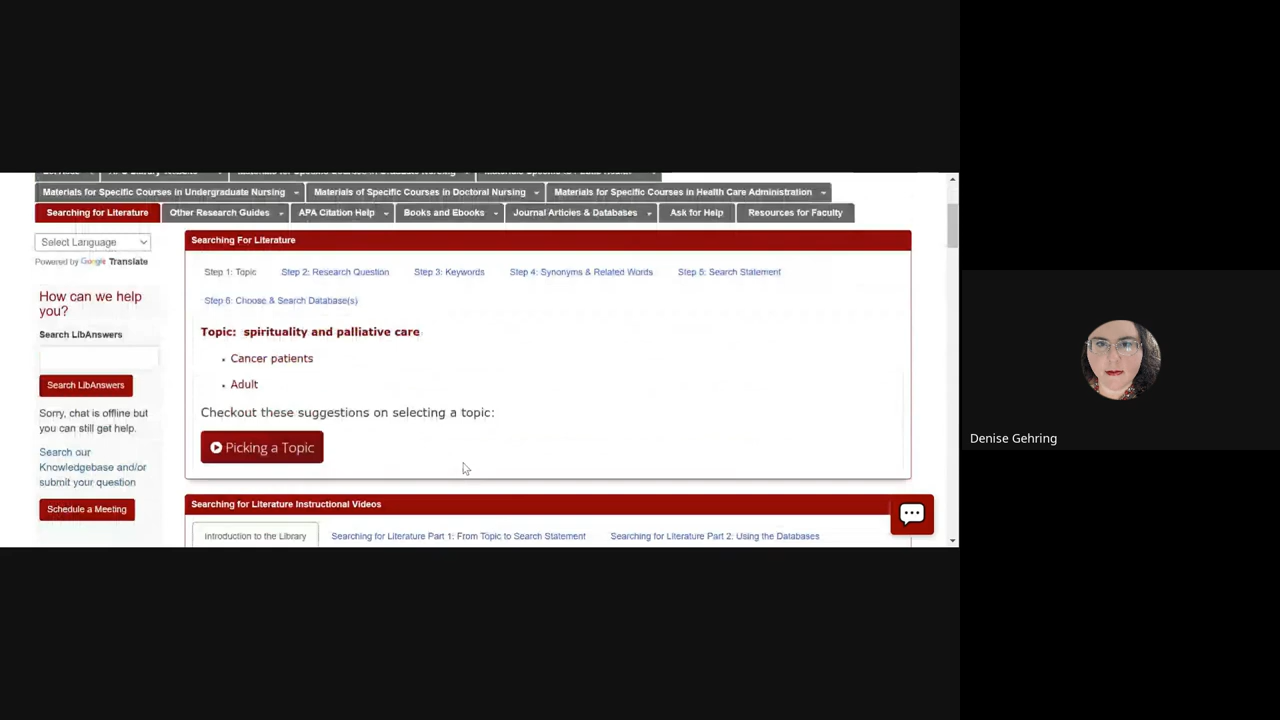 Materials for Specific Courses in Undergraduate Nursing
Materials of Specific Courses in Doctoral Nursing
Materials for Specific Courses in Health Care Administration
Searching for Literature
Other Research Guides
APA Citation Help
Books and Ebooks
Journal Articles & Databases
Ask for Help
Resources for Faculty
Select Language
Powered by Google Translate
How can we help
you?
Search LibAnswers
Search LibAnswers
Sorry, chat is offline but
you can still get help.
Search our
Knowledgebase and/or
submit your question
Schedule a Meeting
Searching For Literature
Step 1: Topic
Step 2: Research Question
Step 3: Keywords
Step 4: Synonyms & Related Words
Step 5: Search Statement
Step 6: Choose & Search Database(s)
Topic: spirituality and palliative care
Cancer patients
Adult
Checkout these suggestions on selecting a topic:
Picking a Topic
Searching for Literature Instructional Videos
Introduction to the Library
Searching for Literature Part 1: From Topic to Search Statement
Searching for Literature Part 2: Using the Databases
Denise Gehring